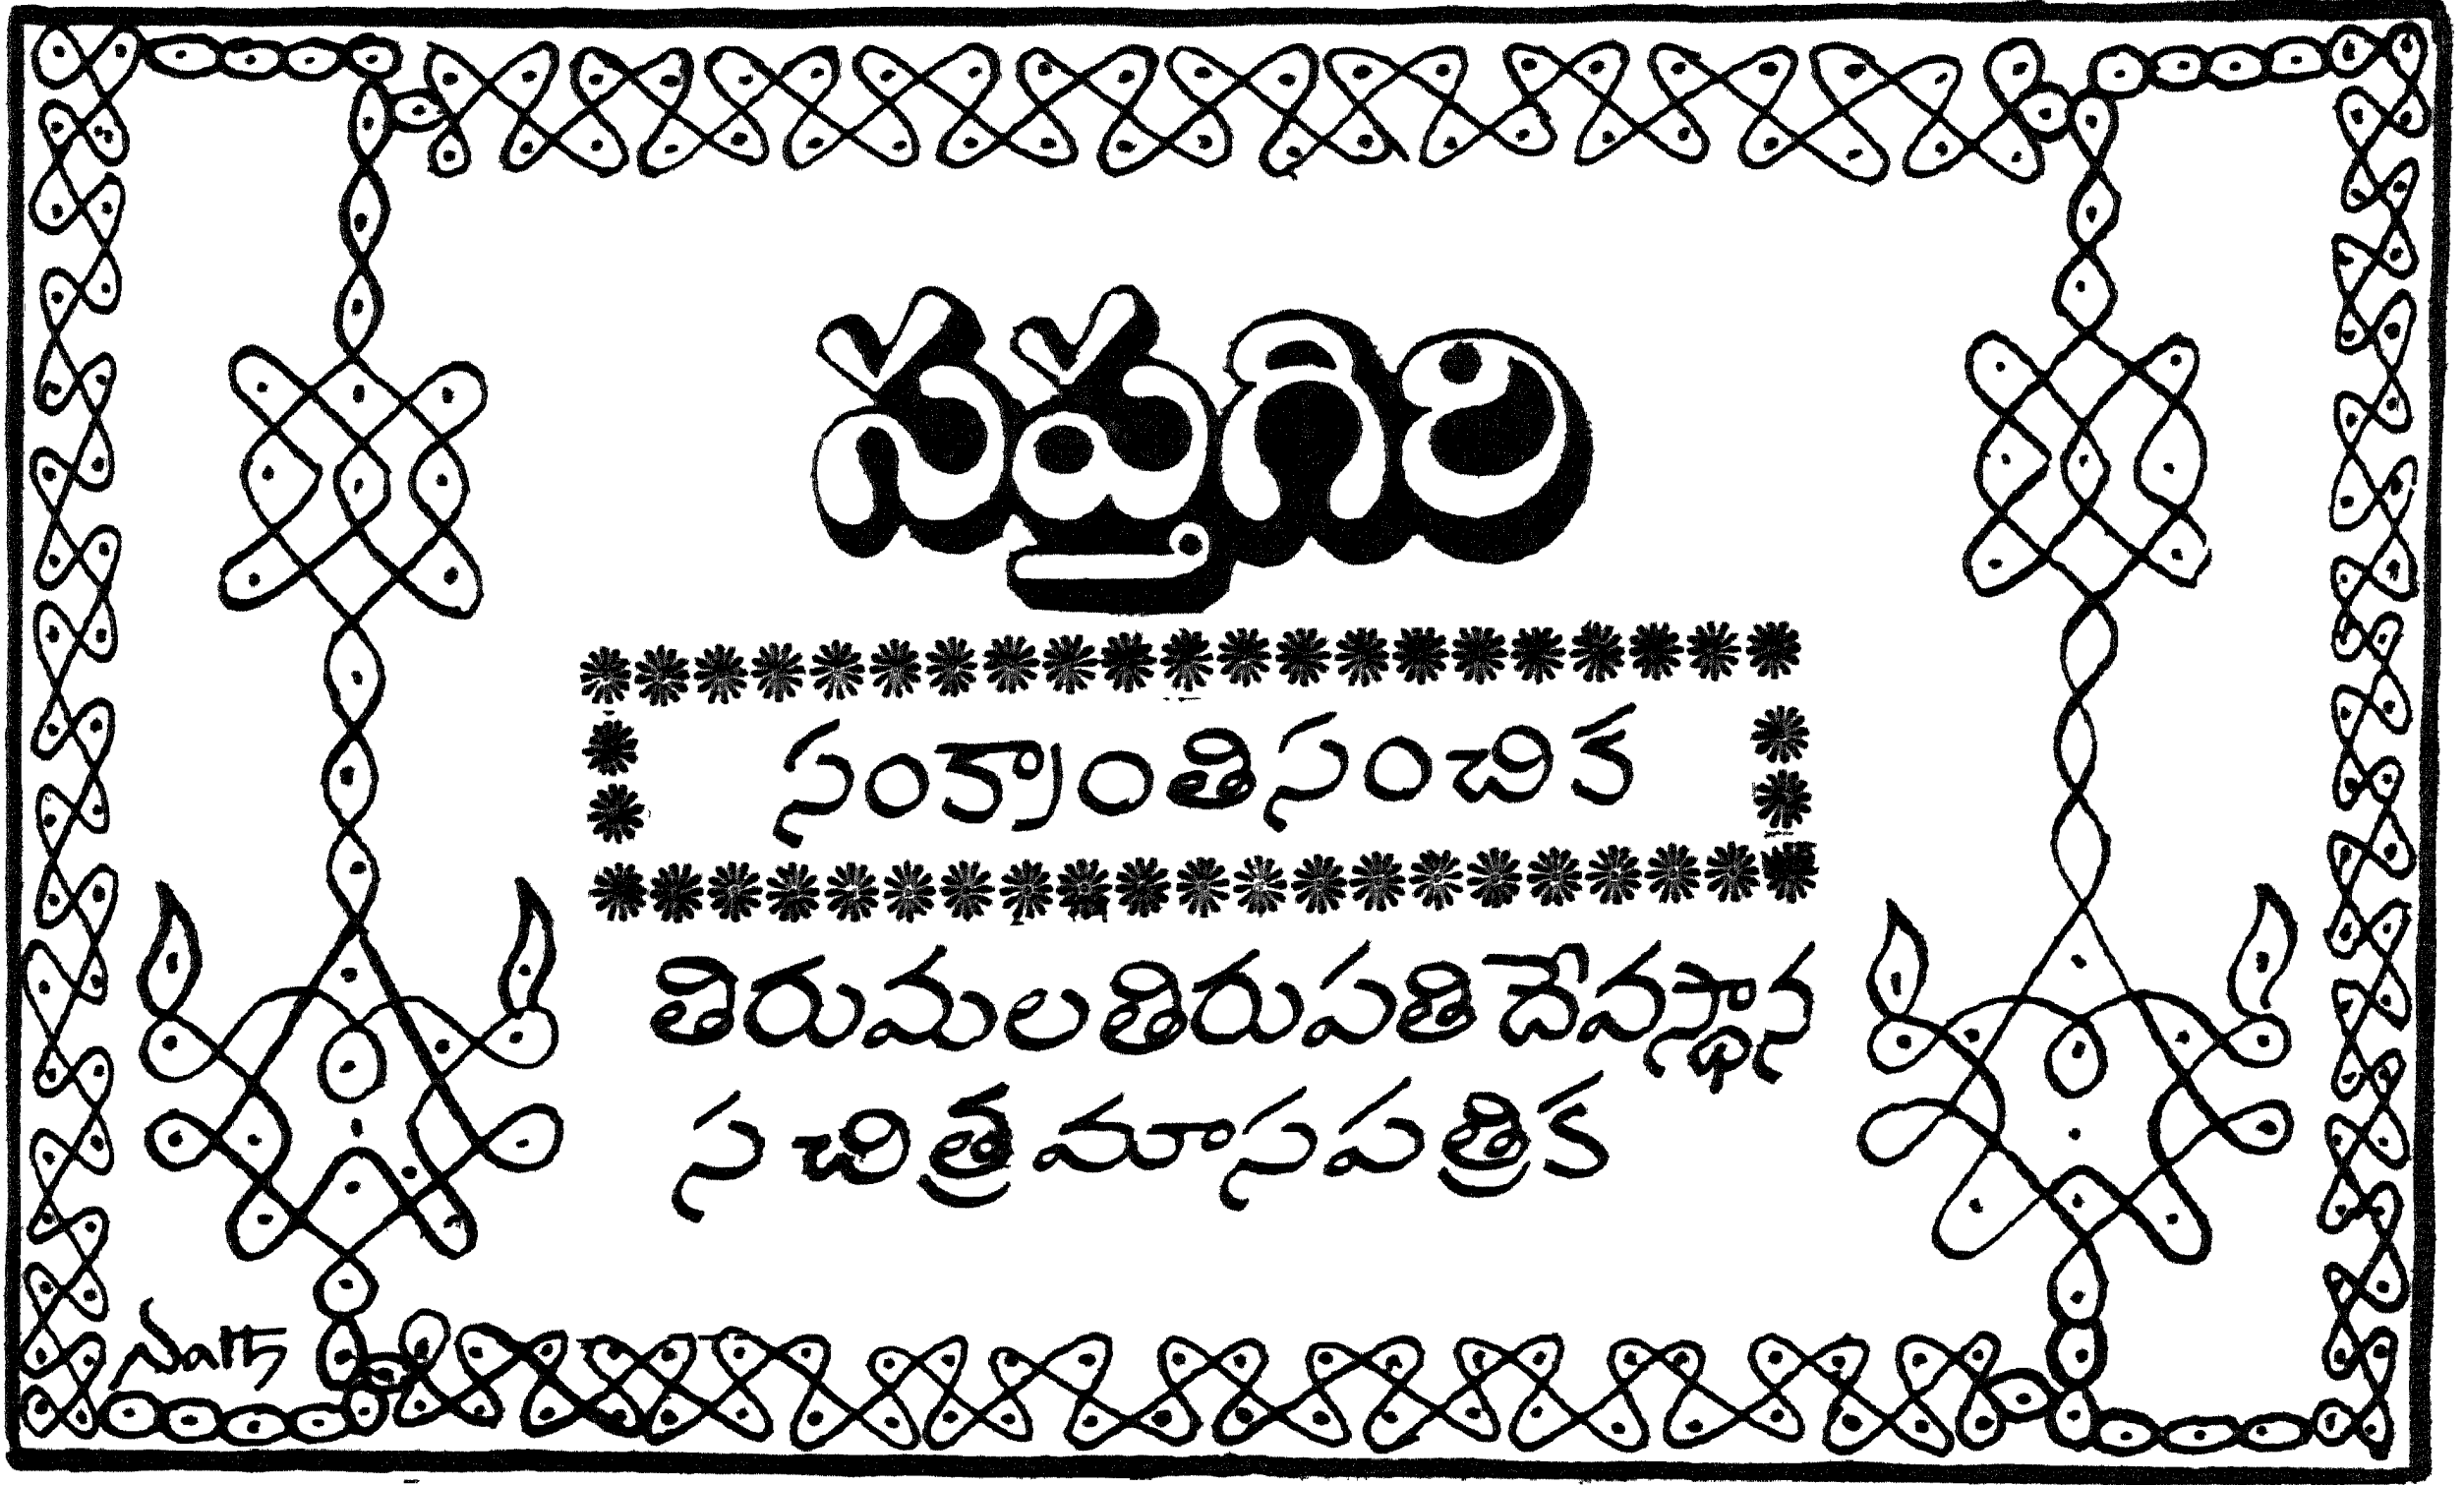 సప్తగిరి
సంక్రాంతి సంచిక
తిరుమల తిరుపతి దేవస్థాన
సచిత్ర మాసపత్రిక